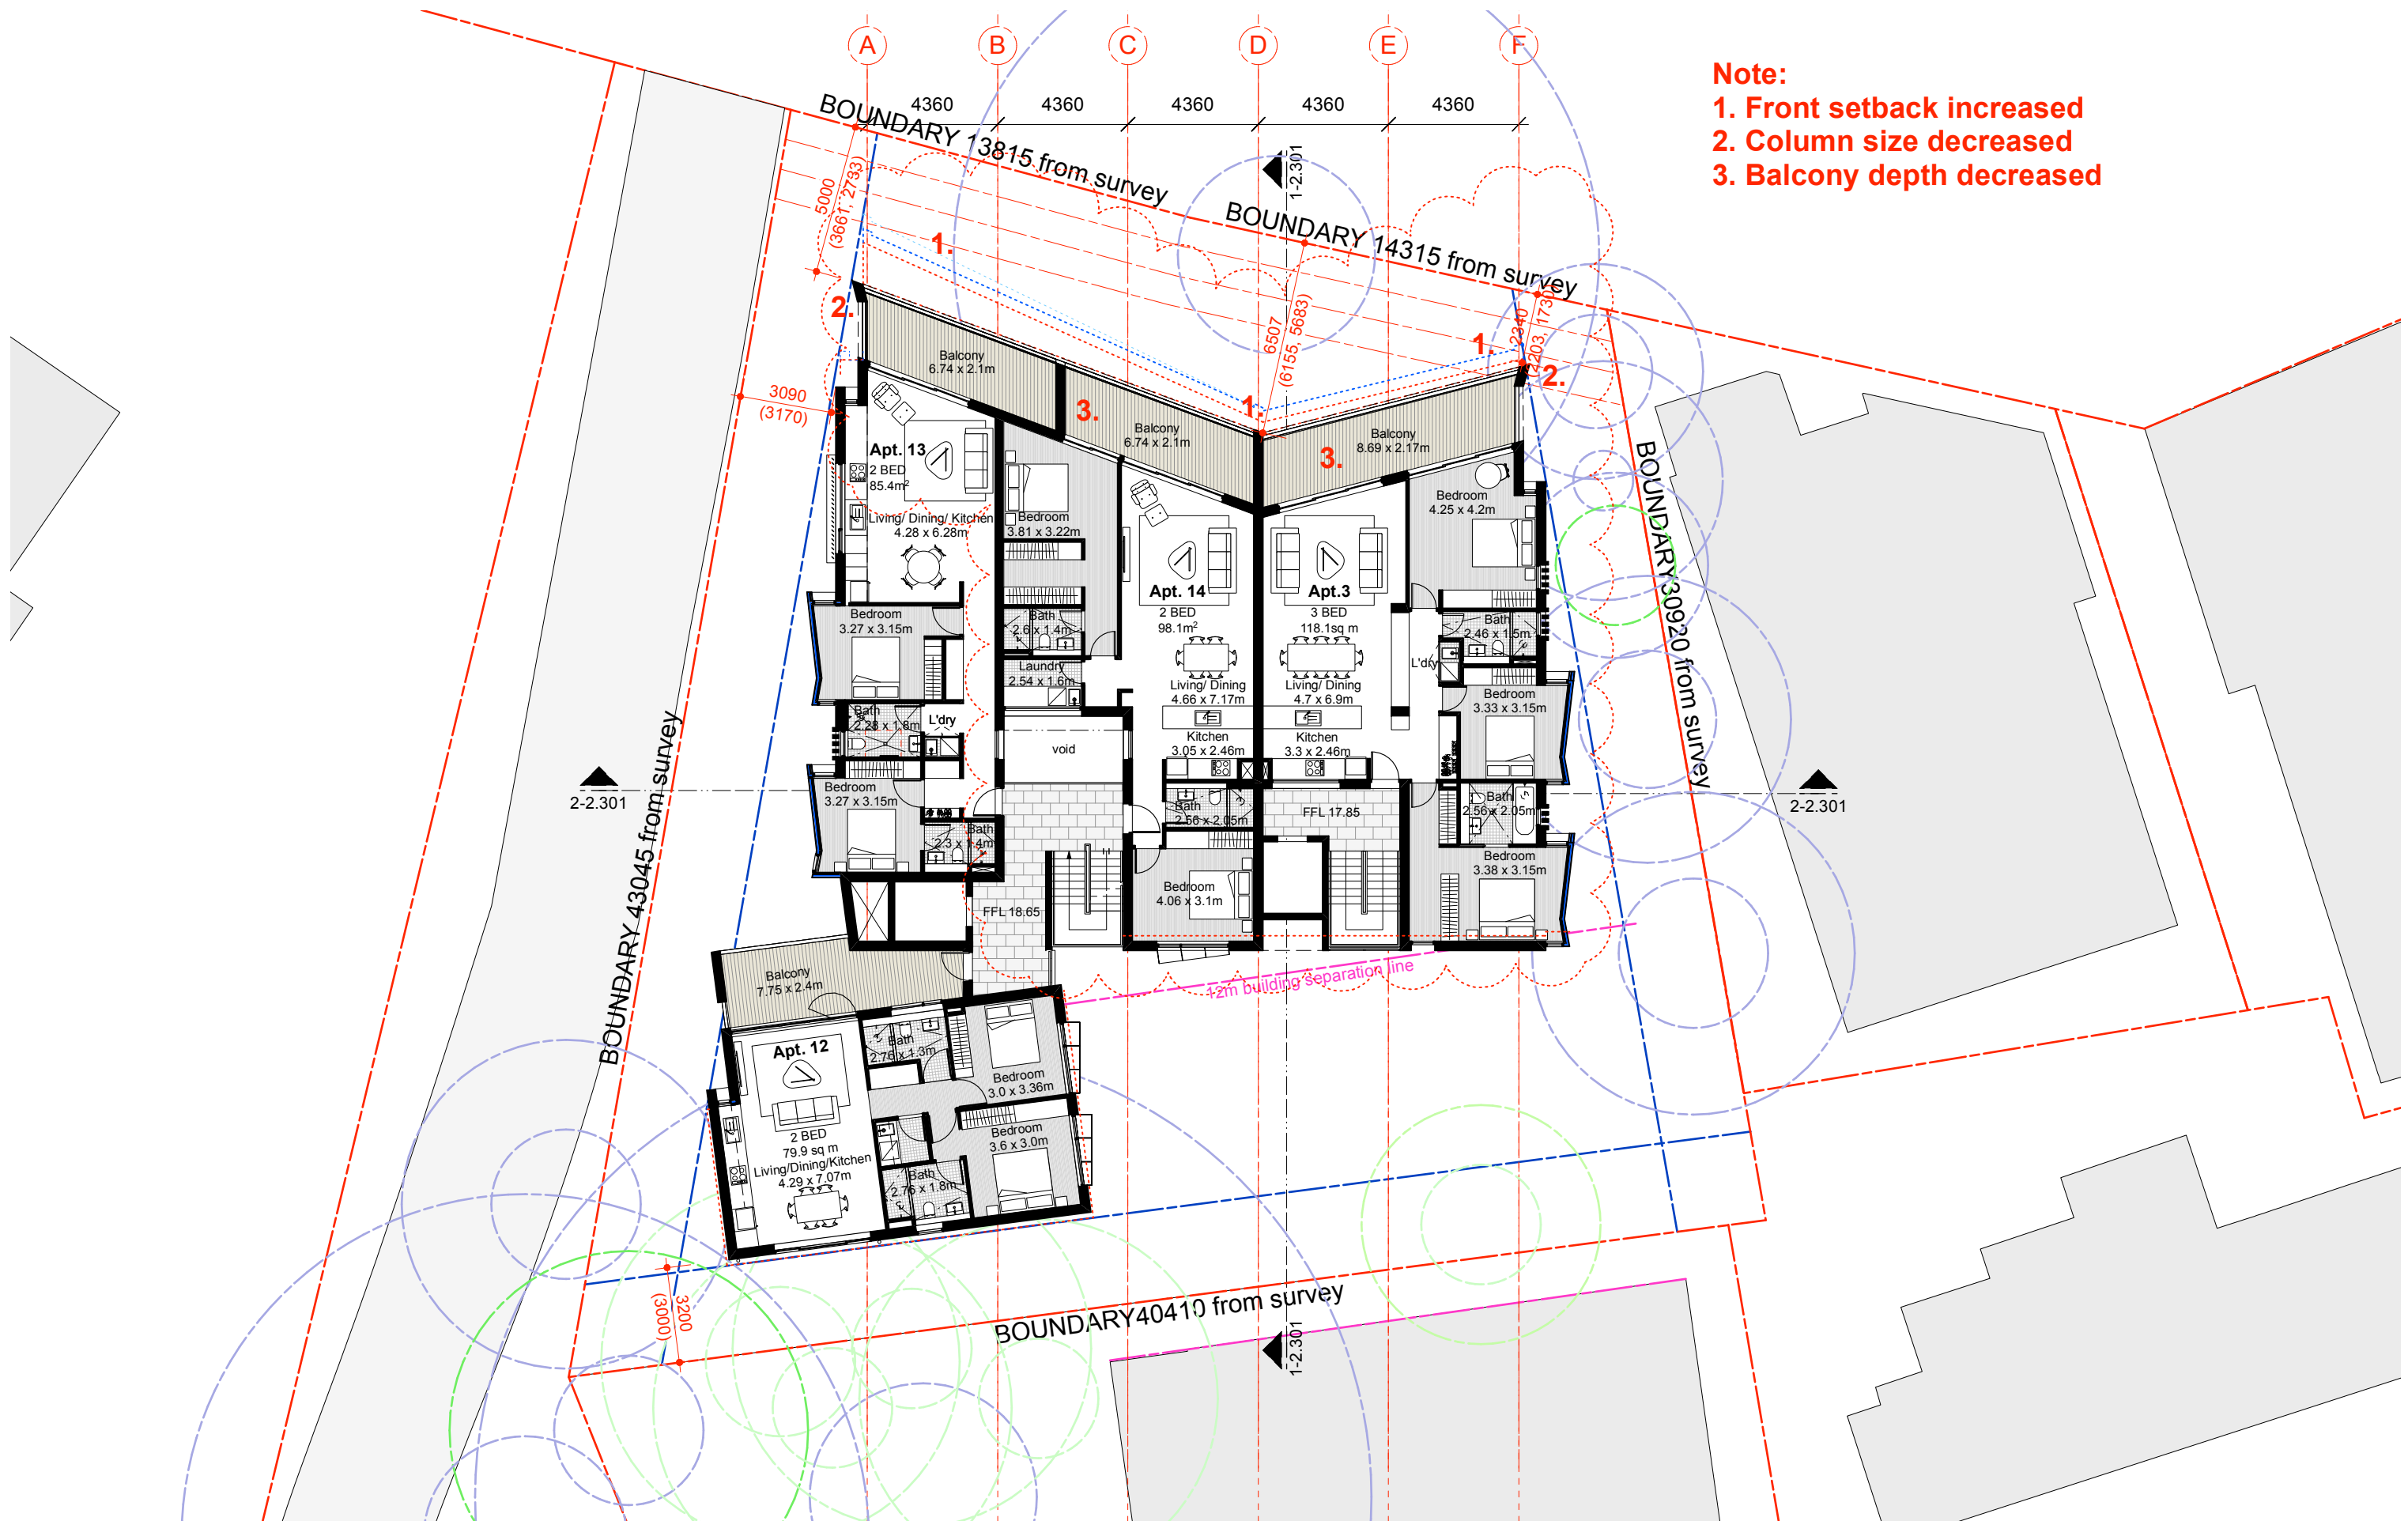 A
B
C
D
E
F
Note:
1. Front setback increased
2. Column size decreased
3. Balcony depth decreased
4360
4360
4360
4360
4360
BOUNDARY 13815 from survey
BOUNDARY 14315 from survey
1-2.301
5000
(3661, 2733)
1.
2.
6507
(6155, 5683)
1.
1.
2340
(2203, 1730)
2.
3090
(3170)
Balcony
6.74 x 2.1m
3.
Balcony
6.74 x 2.1m
Balcony
8.69 x 2.17m
3.
Apt. 13
2 BED
85.4m²
Living/ Dining/ Kitchen
4.28 x 6.28m
Bedroom
3.81 x 3.22m
Bedroom
4.25 x 4.2m
Apt. 14
2 BED
98.1m²
Apt.3
3 BED
118.1sq m
Bath
2.6 x 1.4m
Bath
2.46 x 1.5m
Bedroom
3.27 x 3.15m
Laundry
2.54 x 1.6m
L'dry
Living/ Dining
4.66 x 7.17m
Living/ Dining
4.7 x 6.9m
Bedroom
3.33 x 3.15m
Bath
2.28 x 1.8m
L'dry
void
Kitchen
3.05 x 2.46m
Kitchen
3.3 x 2.46m
BOUNDARY30920 from survey
BOUNDARY 43045 from survey
2-2.301
2-2.301
Bedroom
3.27 x 3.15m
Bath
2.56 x 2.05m
FFL 17.85
Bath
2.56 x 2.05m
Bath
2.3 x 1.4m
Bedroom
4.06 x 3.1m
Bedroom
3.38 x 3.15m
FFL 18.65
12m building separation line
Balcony
7.75 x 2.4m
Apt. 12
Bath
2.76 x 1.3m
Bedroom
3.0 x 3.36m
2 BED
79.9 sq m
Living/Dining/Kitchen
4.29 x 7.07m
Bedroom
3.6 x 3.0m
Bath
2.76 x 1.8m
3200
(3000)
BOUNDARY40410 from survey
1-2.301